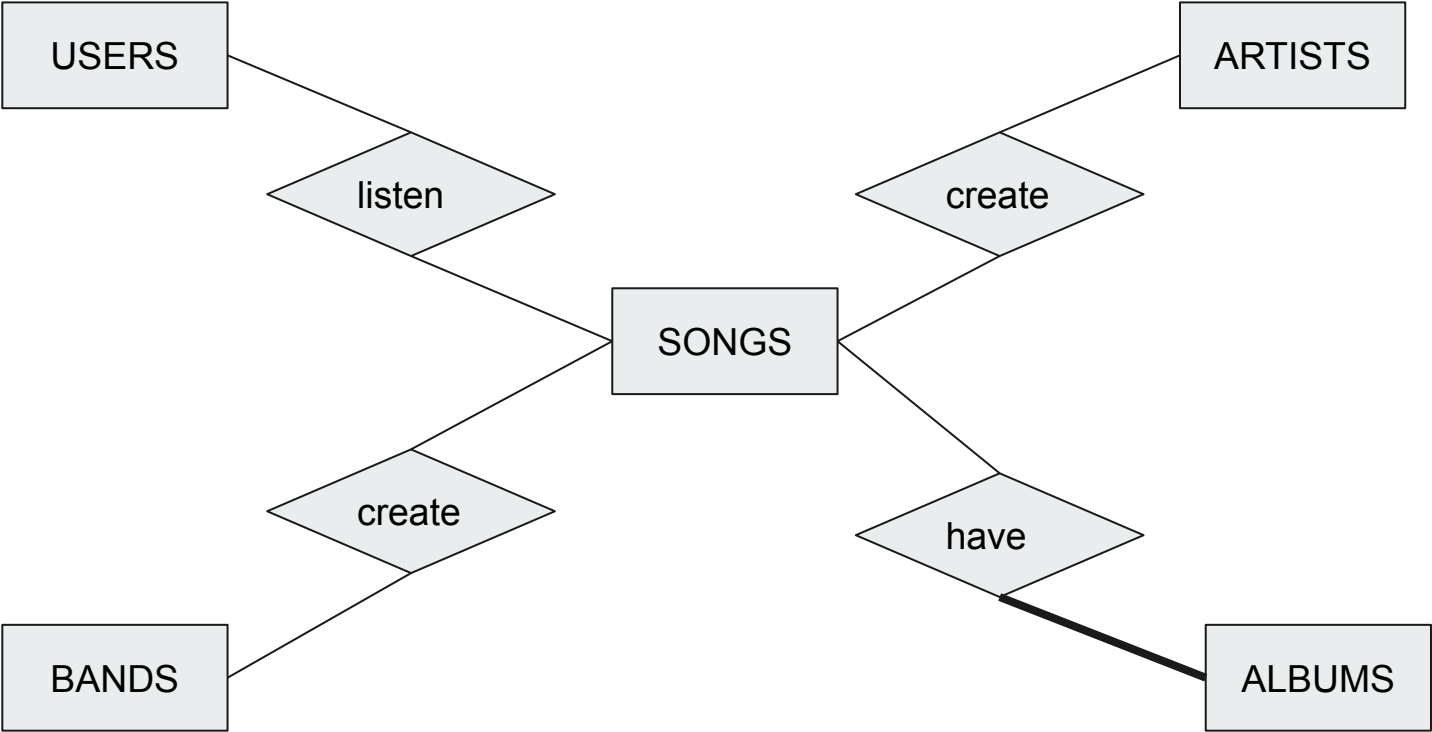 USERS
ARTISTS
listen
create
SONGS
create
have
BANDS
ALBUMS